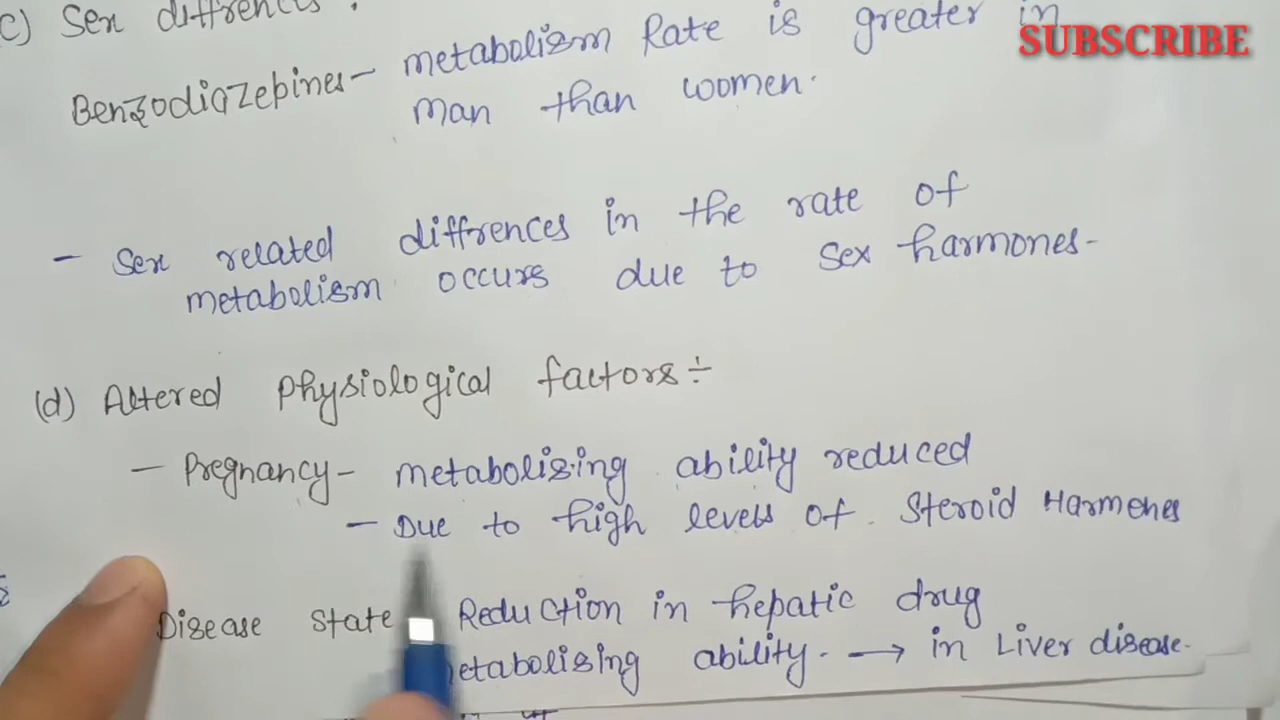 c) Sex diffrences :
SUBSCRIBE
Benzodiazepines - metabolism Rate is greater in
man than women.
- Sex related diffrences in the rate of
metabolism occurs due to sex harmones -
(d) Altered Physiological factors ÷
- Pregnancy - metabolising ability reduced
- Due to high levels of Steroid Harmones
Disease state Reduction in hepatic drug
metabolising ability. → in Liver disease.